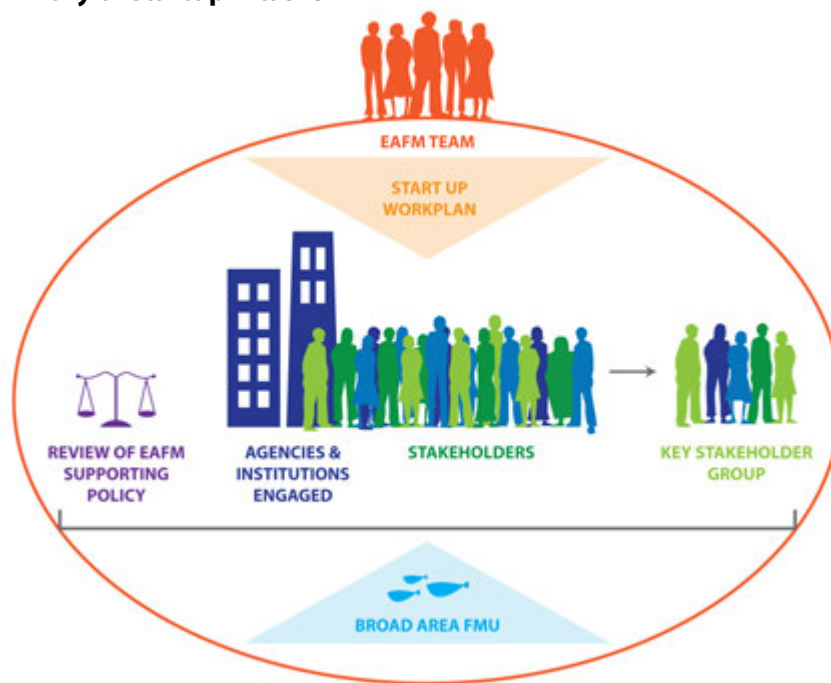 EAFM TEAM
START UP
WORKPLAN
REVIEW OF EAFM
SUPPORTING
POLICY
AGENCIES &
INSTITUTIONS
ENGAGED
STAKEHOLDERS
KEY STAKEHOLDER
GROUP
BROAD AREA FMU